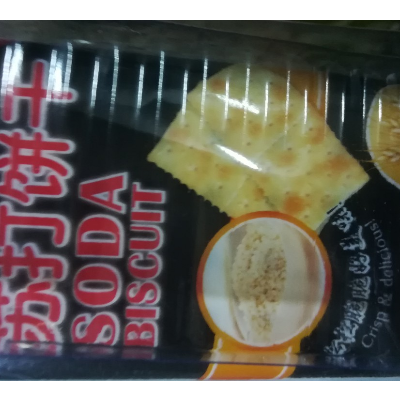 苏打饼干
SODA
BISCUIT
Crisp & delicious!